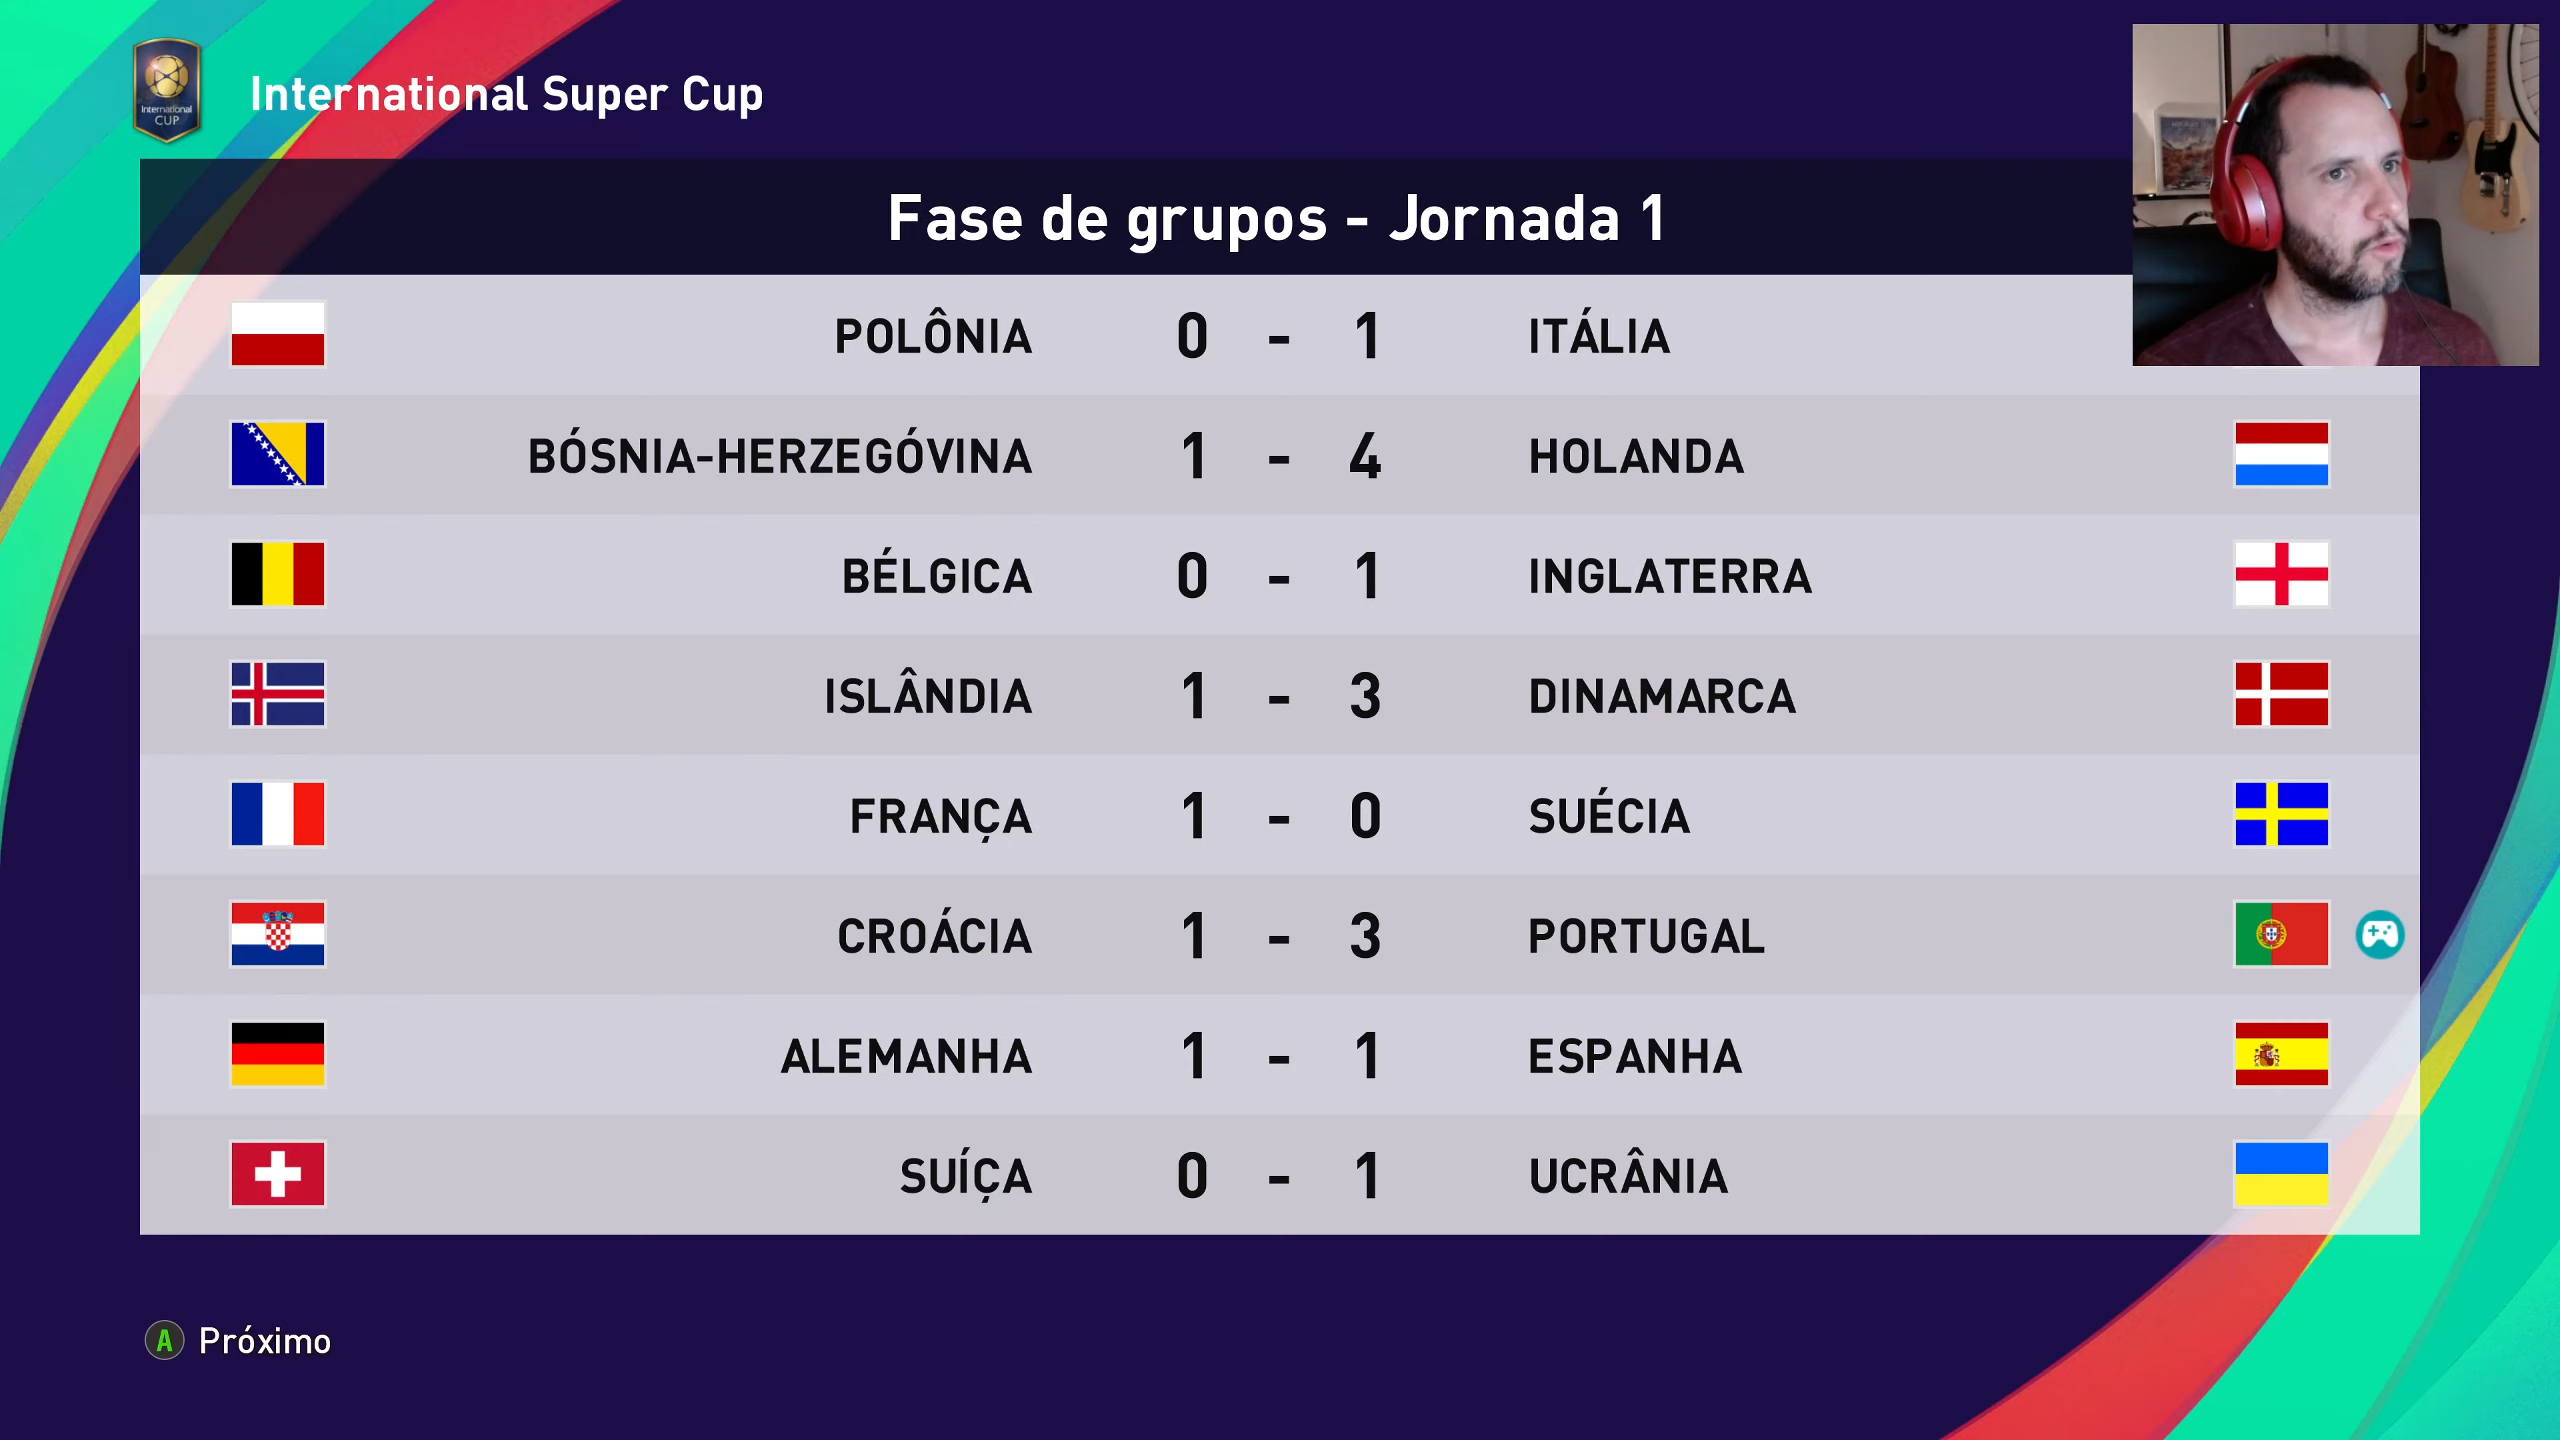 International
CUP
International Super Cup
Fase de grupos - Jornada 1
POLÔNIA 0 - 1 ITÁLIA
BÓSNIA-HERZEGÓVINA 1 - 4 HOLANDA
BÉLGICA 0 - 1 INGLATERRA
ISLÂNDIA 1 - 3 DINAMARCA
FRANÇA 1 - 0 SUÉCIA
CROÁCIA 1 - 3 PORTUGAL
ALEMANHA 1 - 1 ESPANHA
SUÍÇA 0 - 1 UCRÂNIA
A Próximo